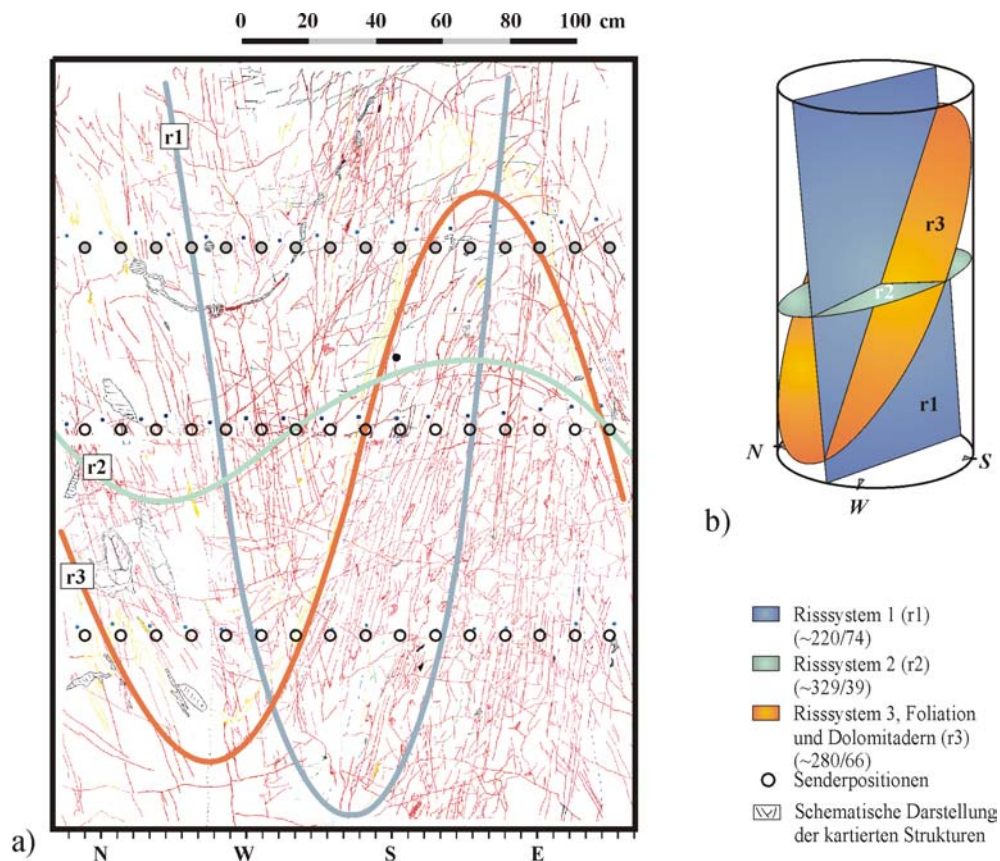 a)
0 20 40 60 80 100 cm
r1
r2
r3
N W S E
b)
r3
r2
r1
N
W
S
Risssystem 1 (r1)
(~220/74)
Risssystem 2 (r2)
(~329/39)
Risssystem 3, Foliation
und Dolomitadern (r3)
(~280/66)
Senderpositionen
Schematische Darstellung
der kartierten Strukturen